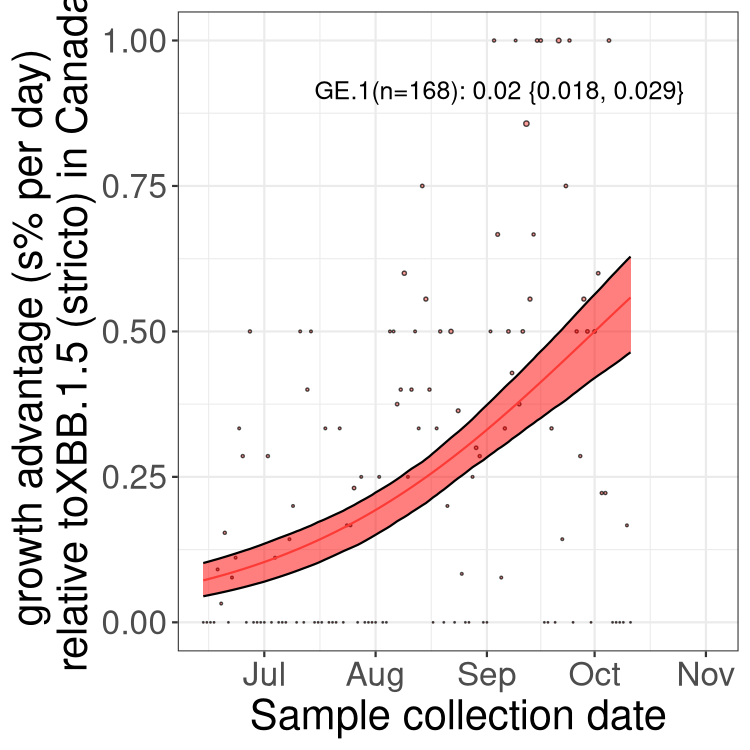 growth advantage (s% per day)
relative toXBB.1.5 (stricto) in Canada
1.00
0.75
0.50
0.25
0.00
GE.1(n=168): 0.02 {0.018, 0.029}
Jul Aug Sep Oct Nov
Sample collection date